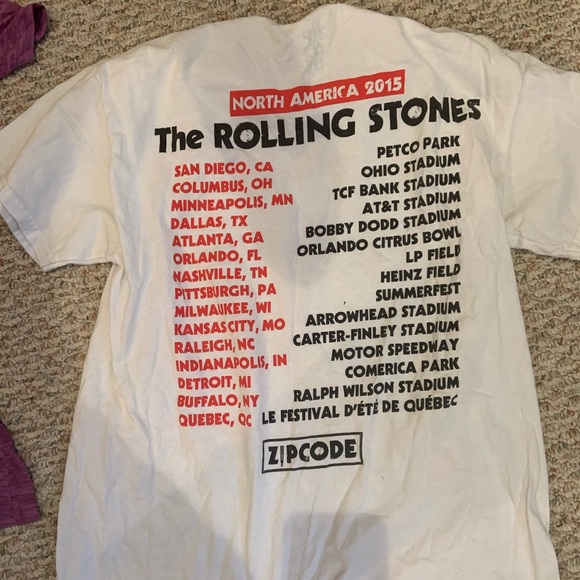 NORTH AMERICA 2015
The ROLLING STONES
SAN DIEGO, CA PETCO PARK
COLUMBUS, OH OHIO STADIUM
MINNEAPOLIS, MN TCF BANK STADIUM
DALLAS, TX AT&T STADIUM
ATLANTA, GA BOBBY DODD STADIUM
ORLANDO, FL ORLANDO CITRUS BOWL
NASHVILLE, TN LP FIELD
PITTSBURGH, PA HEINZ FIELD
MILWAUKEE, WI SUMMERFEST
KANSASCITY, MO ARROWHEAD STADIUM
RALEIGH, NC CARTER-FINLEY STADIUM
INDIANAPOLIS, IN MOTOR SPEEDWAY
DETROIT, MI COMERICA PARK
BUFFALO, NY RALPH WILSON STADIUM
QUEBEC, QC LE FESTIVAL D'ÉTÉ DE QUÉBEC
ZIPCODE